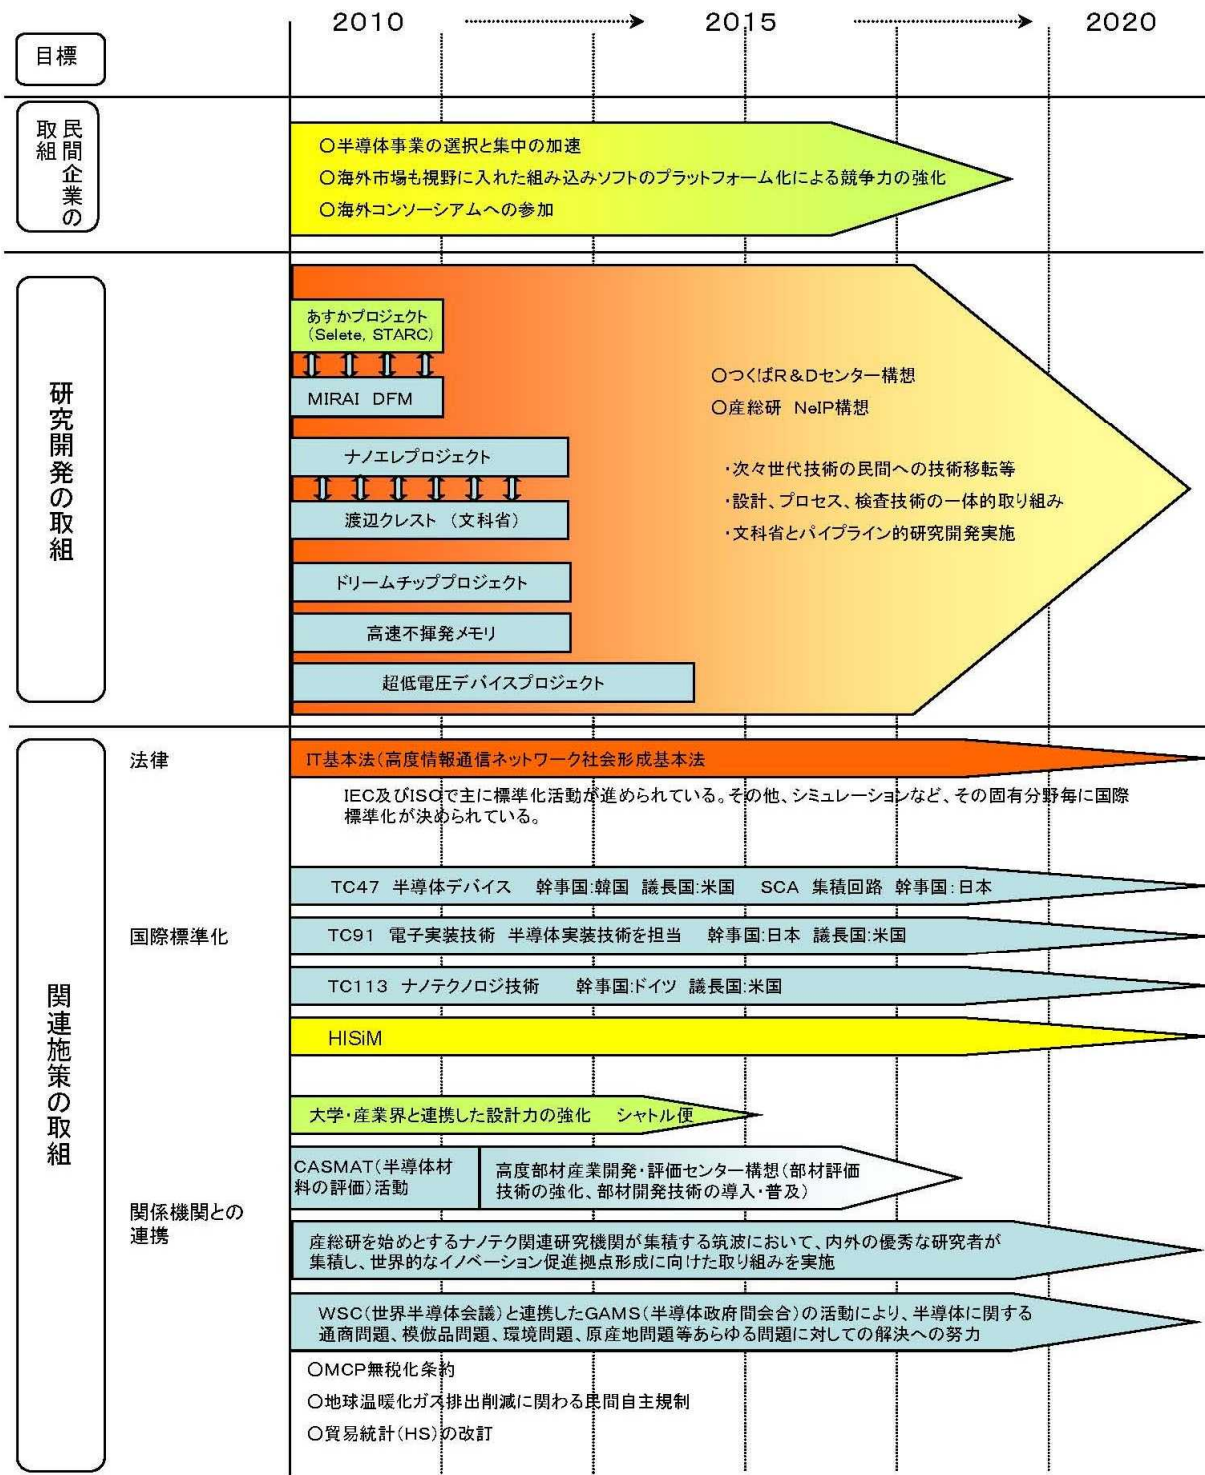 2010
2015
2020
目標
民間企業の
取組
○半導体事業の選択と集中の加速
○海外市場も視野に入れた組み込みソフトのプラットフォーム化による競争力の強化
○海外コンソーシアムへの参加
研究開発の取組
あすかプロジェクト
(Selete, STARC)
MIRAI DFM
ナノエレプロジェクト
渡辺クレスト (文科省)
ドリームチッププロジェクト
高速不揮発メモリ
超低電圧デバイスプロジェクト
○つくばR&Dセンター構想
○産総研 NeIP構想
・次々世代技術の民間への技術移転等
・設計、プロセス、検査技術の一体的取り組み
・文科省とパイプライン的研究開発実施
関連施策の取組
法律
IT基本法(高度情報通信ネットワーク社会形成基本法
IEC及びISOで主に標準化活動が進められている。その他、シミュレーションなど、その固有分野毎に国際
標準化が決められている。
国際標準化
TC47 半導体デバイス 幹事国:韓国 議長国:米国 SCA 集積回路 幹事国:日本
TC91 電子実装技術 半導体実装技術を担当 幹事国:日本 議長国:米国
TC113 ナノテクノロジ技術 幹事国:ドイツ 議長国:米国
HISiM
関係機関との
連携
大学・産業界と連携した設計力の強化 シャトル便
CASMAT(半導体材
料の評価)活動
高度部材産業開発・評価センター構想(部材評価
技術の強化、部材開発技術の導入・普及)
産総研を始めとするナノテク関連研究機関が集積する筑波において、内外の優秀な研究者が
集積し、世界的なイノベーション促進拠点形成に向けた取り組みを実施
WSC(世界半導体会議)と連携したGAMS(半導体政府間会合)の活動により、半導体に関する
通商問題、模倣品問題、環境問題、原産地問題等あらゆる問題に対しての解決への努力
○MCP無税化条約
○地球温暖化ガス排出削減に関わる民間自主規制
○貿易統計(HS)の改訂